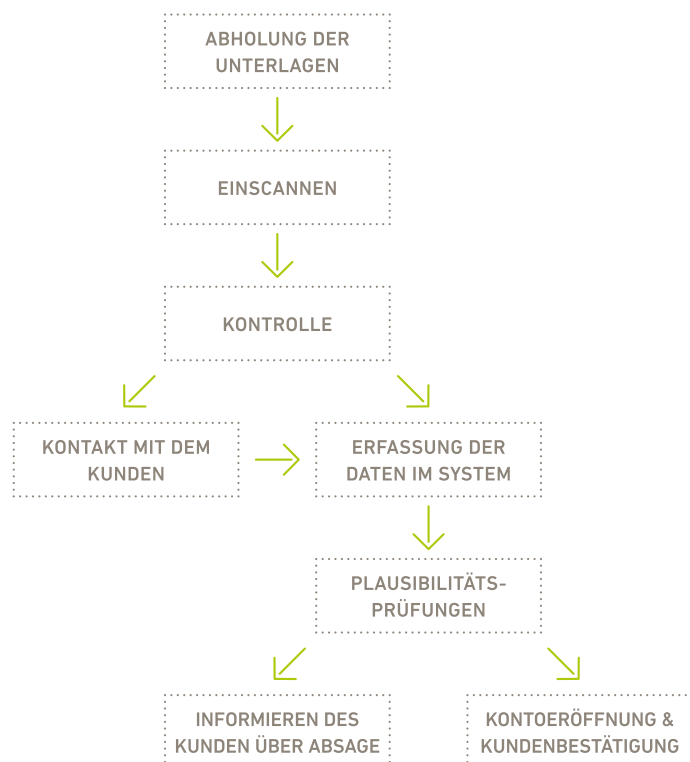 ABHOLUNG DER
UNTERLAGEN
EINSCANNEN
KONTROLLE
KONTAKT MIT DEM
KUNDEN
ERFASSUNG DER
DATEN IM SYSTEM
PLAUSIBILITÄTS-
PRÜFUNGEN
INFORMIEREN DES
KUNDEN ÜBER ABSAGE
KONTOERÖFFNUNG &
KUNDENBESTÄTIGUNG